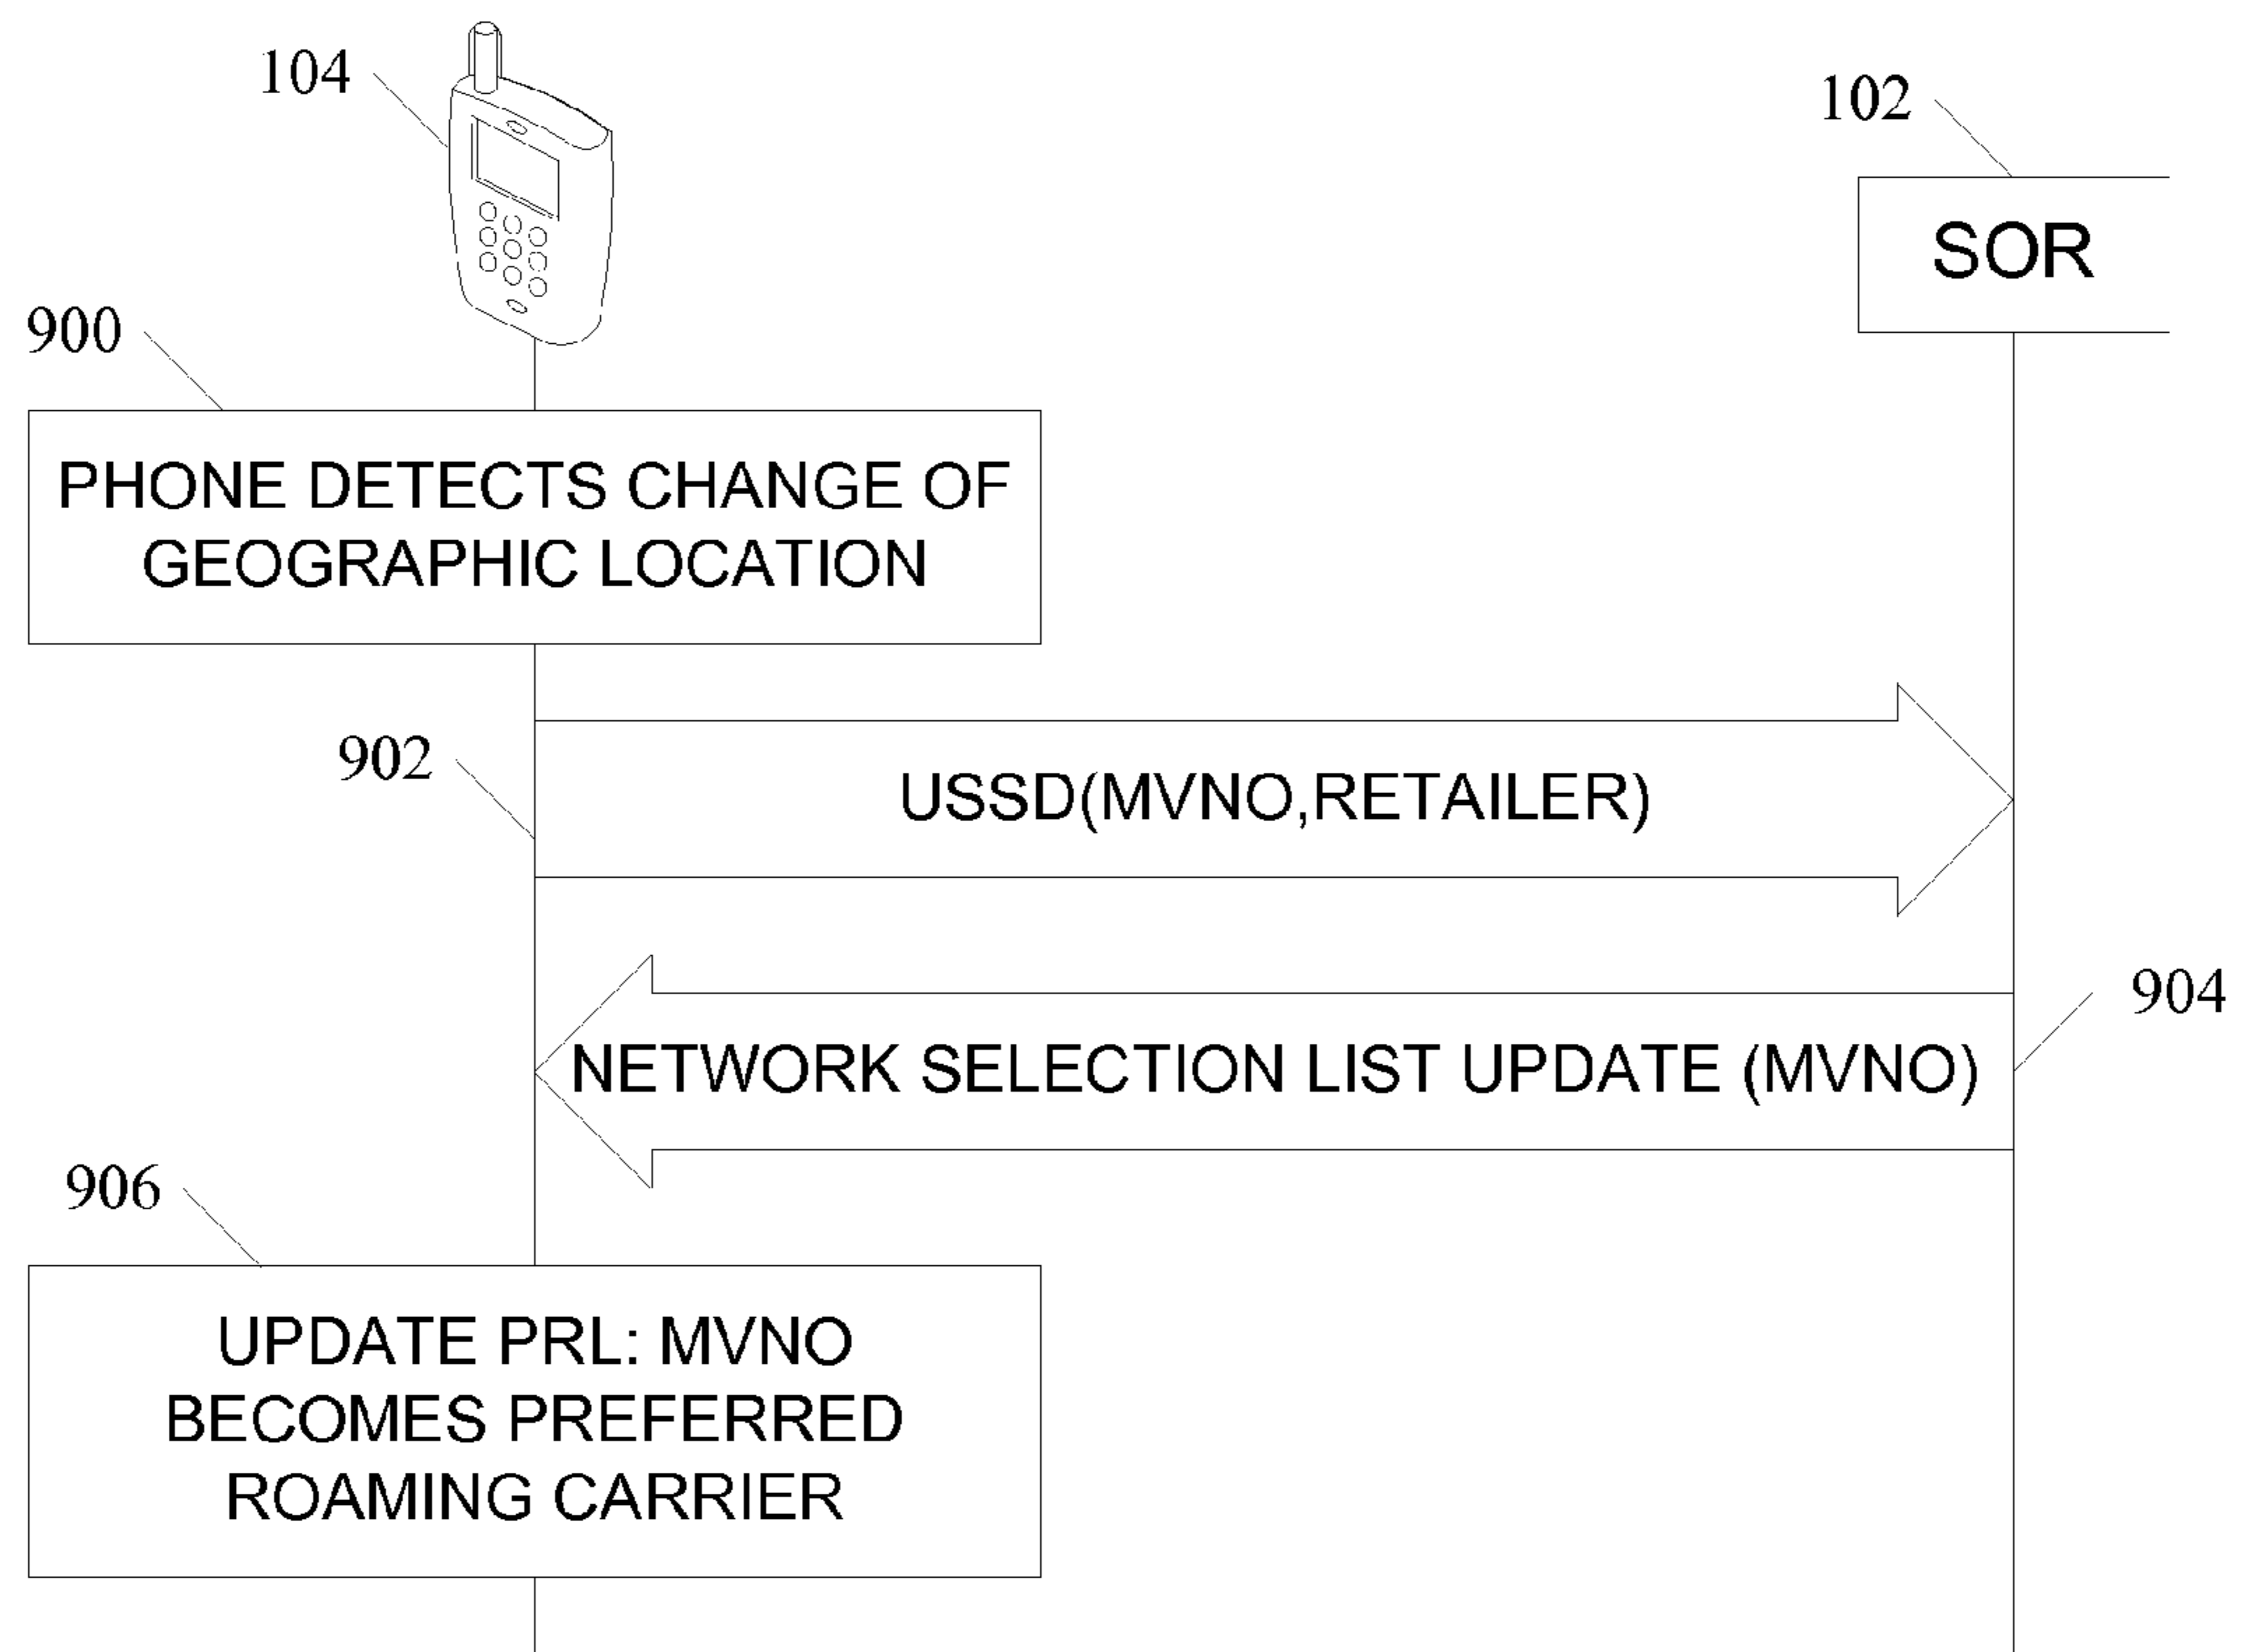 104
102
SOR
900
PHONE DETECTS CHANGE OF
GEOGRAPHIC LOCATION
902
USSD(MVNO,RETAILER)
904
NETWORK SELECTION LIST UPDATE (MVNO)
906
UPDATE PRL: MVNO
BECOMES PREFERRED
ROAMING CARRIER